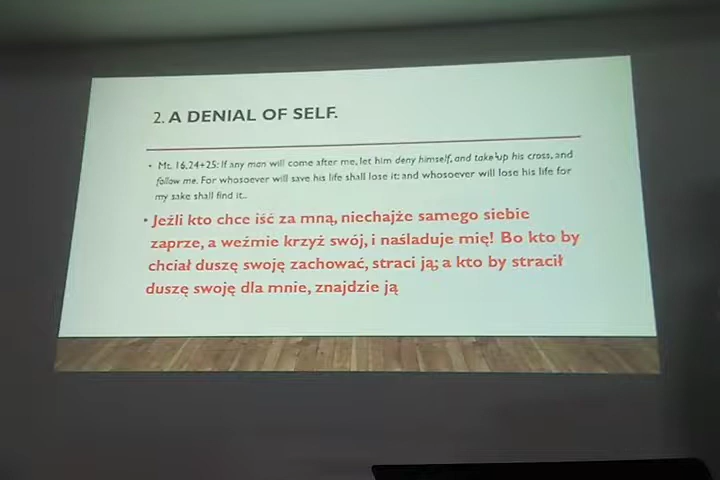 2. A DENIAL OF SELF.
• Mt. 16,24+25: If any man will come after me, let him deny himself, and take up his cross, and
follow me. For whosoever will save his life shall lose it: and whosoever will lose his life for
my sake shall find it..
• Jeźli kto chce iść za mną, niechajże samego siebie
zaprze, a weźmie krzyż swój, i naśladuje mię! Bo kto by
chciał duszę swoję zachować, straci ją; a kto by stracił
duszę swoję dla mnie, znajdzie ją